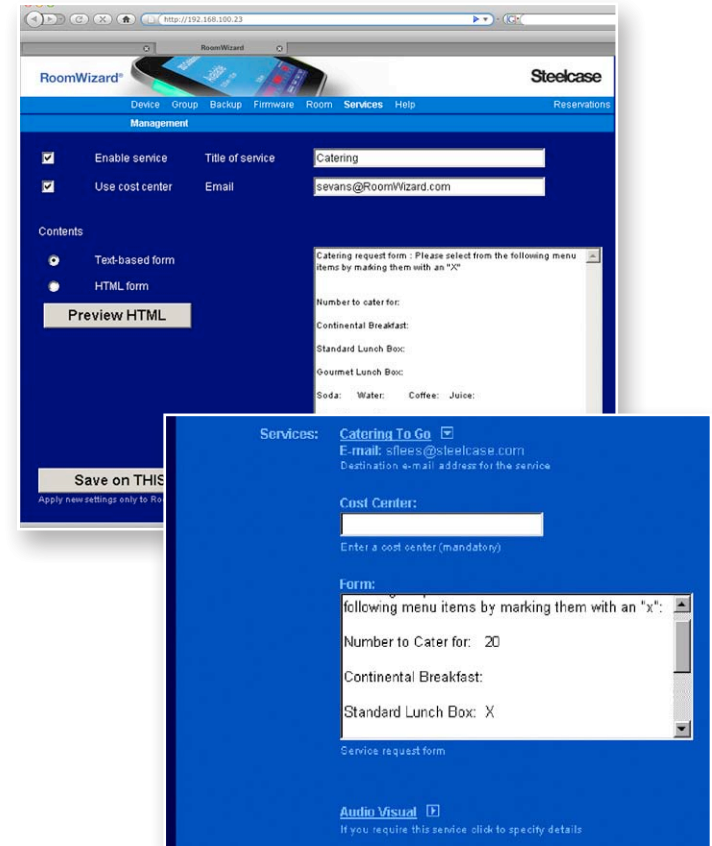 http://192.168.100.23
RoomWizard
RoomWizard®
Steelcase
Device Group Backup Firmware Room Services Help Reservations
Management
Enable service Title of service Catering
Use cost center Email sevans@RoomWizard.com
Contents
Text-based form
HTML form
Preview HTML
Catering request form : Please select from the following menu
items by marking them with an "X"
Number to cater for:
Continental Breakfast:
Standard Lunch Box:
Gourmet Lunch Box:
Soda: Water: Coffee: Juice:
Save on THIS
Apply new settings only to Ro
Services: Catering To Go
E-mail: sflees@steelcase.com
Destination e-mail address for the service
Cost Center:
Enter a cost center (mandatory)
Form:
following menu items by marking them with an "x":
Number to Cater for: 20
Continental Breakfast:
Standard Lunch Box: X
Service request form
Audio Visual
If you require this service click to specify details